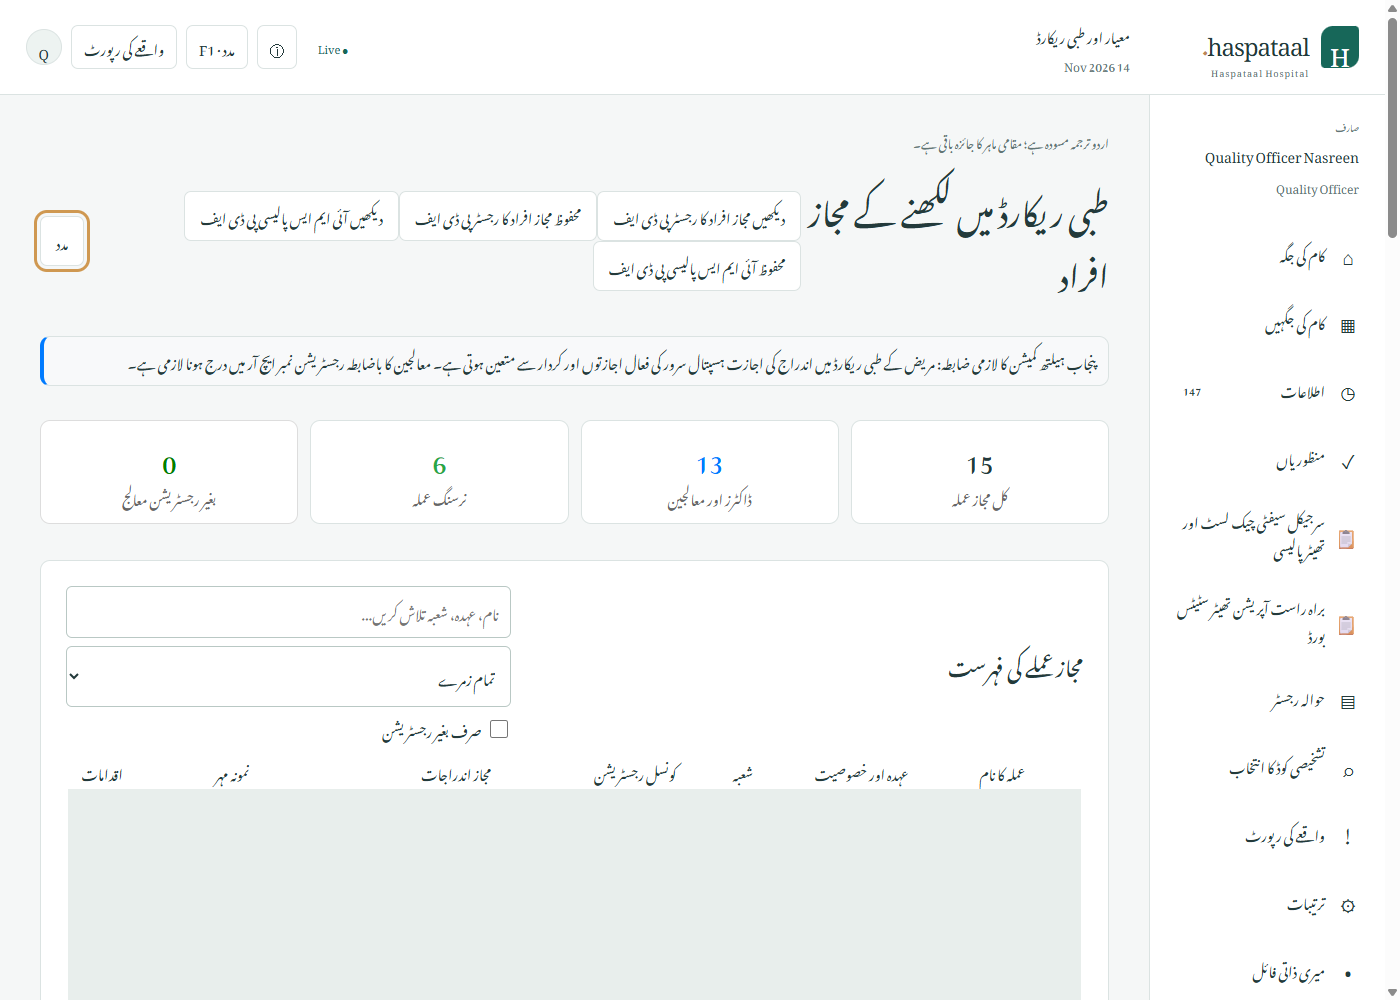 haspataal.
Haspataal Hospital
H
معیار اور طبی ریکارڈ
14 Nov 2026
Live
ⓘ
مدد F10
واقعے کی رپورٹ
Q
صارف
Quality Officer Nasreen
Quality Officer
کام کی جگہ
کام کی جگہیں
اطلاعات
147
منظوریاں
سرجیکل سیفٹی چیک لسٹ اور
تھیٹر پالیسی
براہ راست آپریشن تھیٹر سٹیٹس
بورڈ
حوالہ رجسٹر
تشخیصی کوڈ کا انتخاب
واقعے کی رپورٹ
ترتیبات
میری ذاتی فائل
اردو ترجمہ مسودہ ہے؛ مقامی ماہر کا جائزہ باقی ہے۔
طبی ریکارڈ میں لکھنے کے مجاز
افراد
دیکھیں مجاز افراد کا رجسٹر پی ڈی ایف
محفوظ مجاز افراد کا رجسٹر پی ڈی ایف
دیکھیں آئی ایم ایس پالیسی پی ڈی ایف
محفوظ آئی ایم ایس پالیسی پی ڈی ایف
مدد
پنجاب ہیلتھ کمیشن کا لازمی ضابطہ: مریض کے طبی ریکارڈ میں اندراج کی اجازت ہسپتال سرور کی فعال اجازتوں اور کردار سے متعین ہوتی ہے۔ معالجین کا باضابطہ رجسٹریشن نمبر ایچ آر میں درج ہونا لازمی ہے۔
15
کل مجاز عملہ
13
ڈاکٹرز اور معالجین
6
نرسنگ عملہ
0
بغیر رجسٹریشن معالج
مجاز عملے کی فہرست
نام، عہدہ، شعبہ تلاش کریں...
تمام زمرے
صرف بغیر رجسٹریشن
عملہ کا نام
عہدہ اور خصوصیت
شعبہ
کونسل رجسٹریشن
مجاز اندراجات
نمونہ مہر
اقدامات